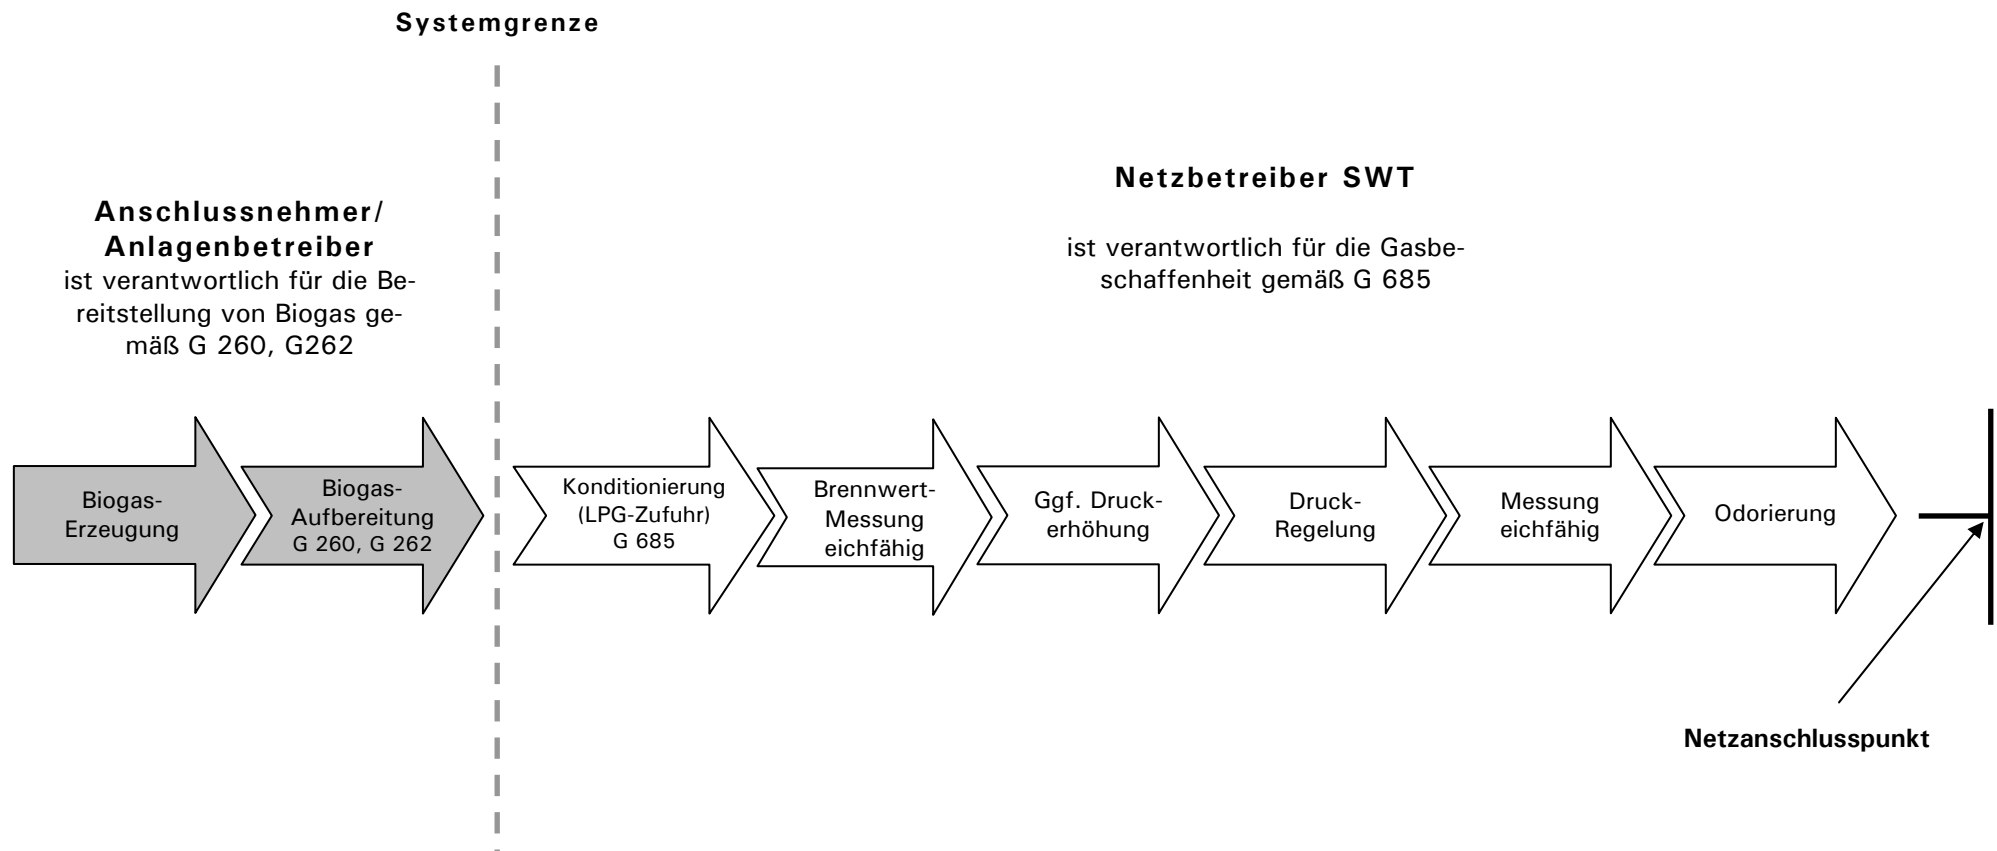 Systemgrenze
Anschlussnehmer/
Anlagenbetreiber
ist verantwortlich für die Be-
reitstellung von Biogas ge-
mäß G 260, G262
Netzbetreiber SWT
ist verantwortlich für die Gasbe-
schaffenheit gemäß G 685
Biogas-
Erzeugung
Biogas-
Aufbereitung
G 260, G 262
Konditionierung
(LPG-Zufuhr)
G 685
Brennwert-
Messung
eichfähig
Ggf. Druck-
erhöhung
Druck-
Regelung
Messung
eichfähig
Odorierung
Netzanschlusspunkt